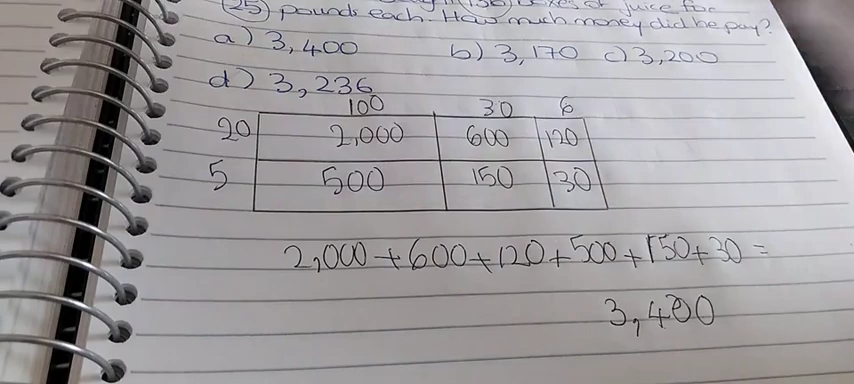 (25) pounds each. How much money did he pay?
a) 3,400 b) 3,170 c) 3,200
d) 3,236
100 30 6
20 2,000 600 120
5 500 150 30
2,000+600+120+500+150+30=
3,400